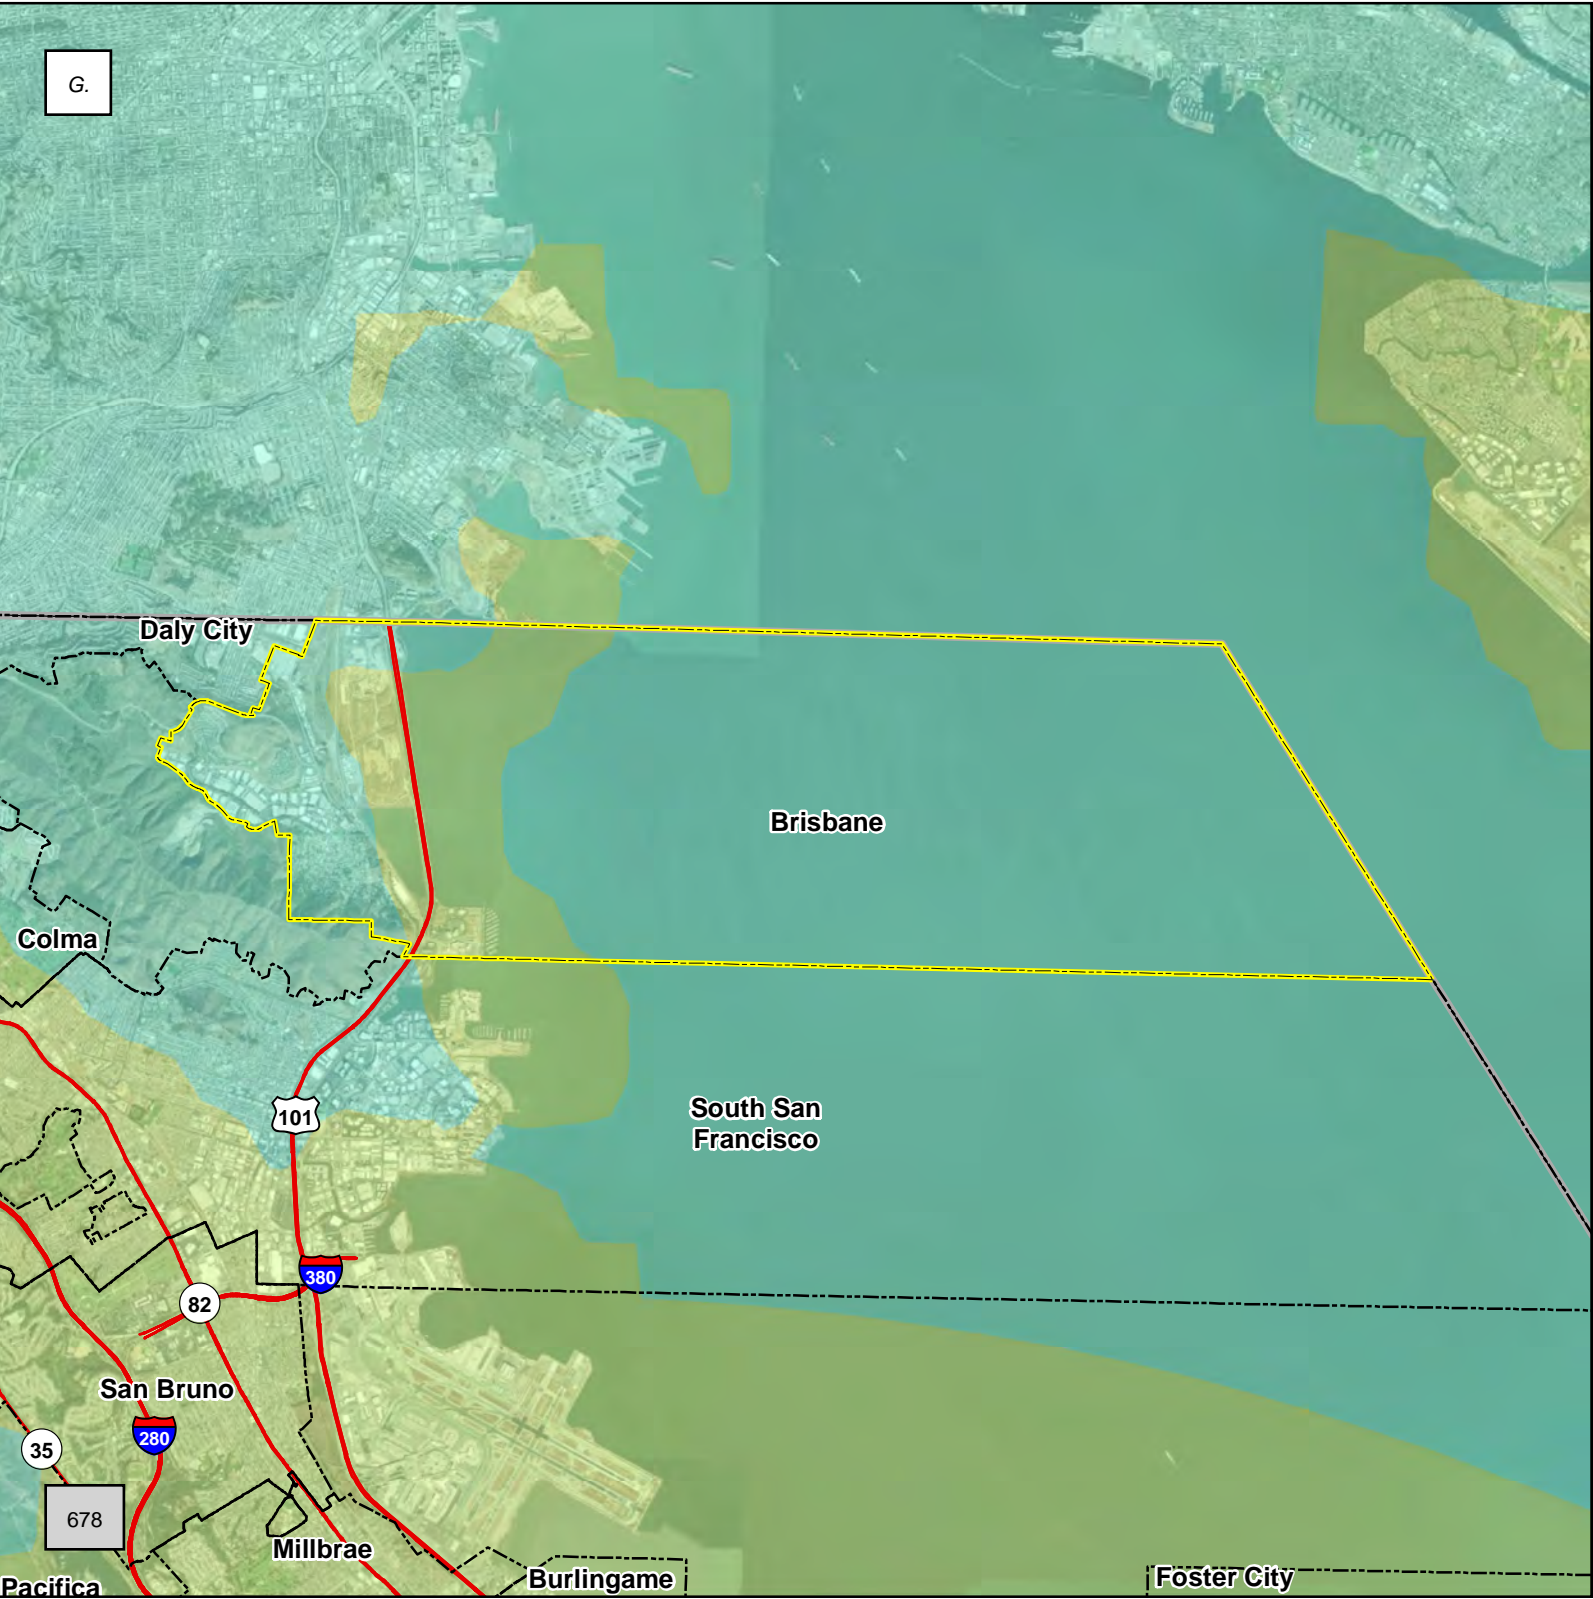 G.
Daly City
Brisbane
Colma
South San
Francisco
101
380
82
San Bruno
280
35
678
Millbrae
Burlingame
Foster City
Pacifica